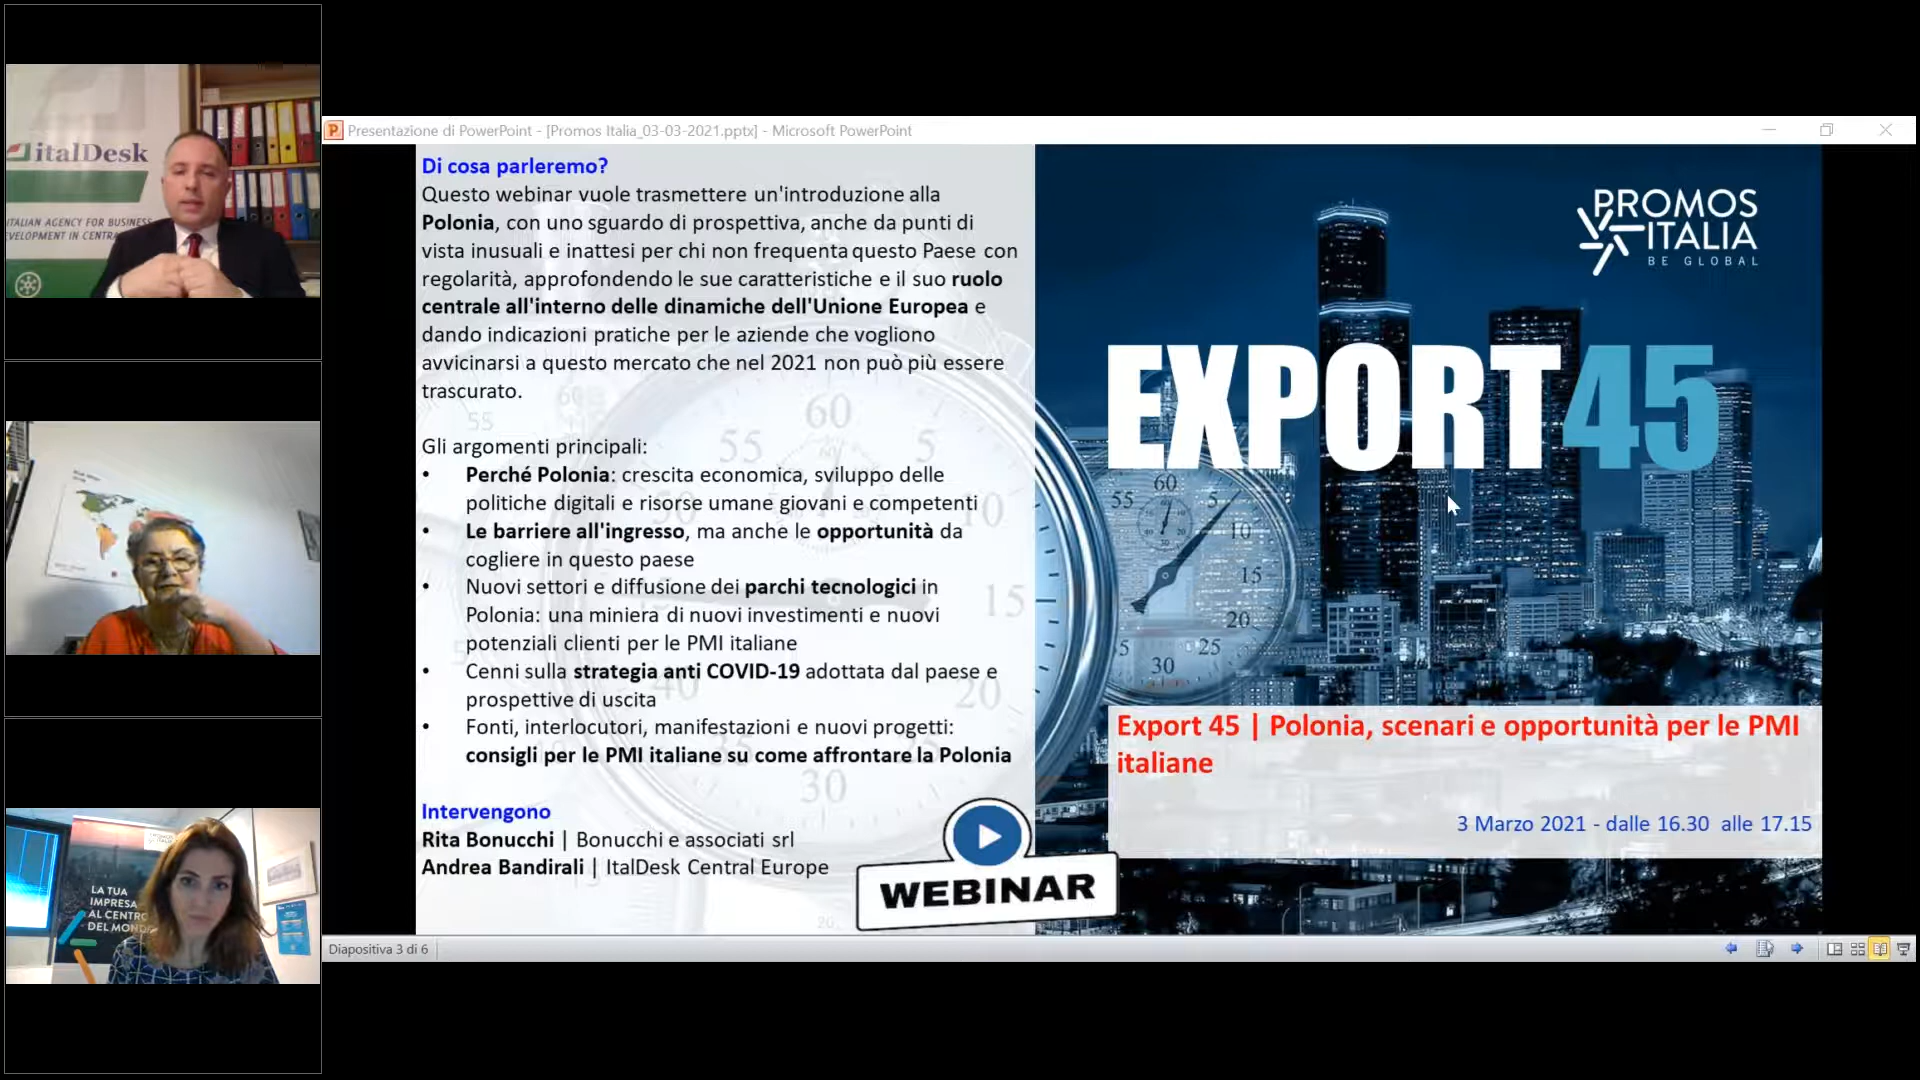 italDesk
ITALIAN AGENCY FOR BUSINESS
LA TUA
IMPRESA
AL CENTRO
DEL MONDO
Presentazione di PowerPoint - [Promos Italia_03-03-2021.pptx] - Microsoft PowerPoint
Di cosa parleremo?
Questo webinar vuole trasmettere un'introduzione alla
Polonia, con uno sguardo di prospettiva, anche da punti di
vista inusuali e inattesi per chi non frequenta questo Paese con
regolarità, approfondendo le sue caratteristiche e il suo ruolo
centrale all'interno delle dinamiche dell'Unione Europea e
dando indicazioni pratiche per le aziende che vogliono
avvicinarsi a questo mercato che nel 2021 non può più essere
trascurato.
Gli argomenti principali:
• Perché Polonia: crescita economica, sviluppo delle
politiche digitali e risorse umane giovani e competenti
• Le barriere all'ingresso, ma anche le opportunità da
cogliere in questo paese
• Nuovi settori e diffusione dei parchi tecnologici in
Polonia: una miniera di nuovi investimenti e nuovi
potenziali clienti per le PMI italiane
• Cenni sulla strategia anti COVID-19 adottata dal paese e
prospettive di uscita
• Fonti, interlocutori, manifestazioni e nuovi progetti:
consigli per le PMI italiane su come affrontare la Polonia
Intervengono
Rita Bonucchi | Bonucchi e associati srl
Andrea Bandirali | ItalDesk Central Europe
WEBINAR
PROMOS
ITALIA
BE GLOBAL
EXPORT45
Export 45 | Polonia, scenari e opportunità per le PMI
italiane
3 Marzo 2021 - dalle 16.30 alle 17.15
Diapositiva 3 di 6